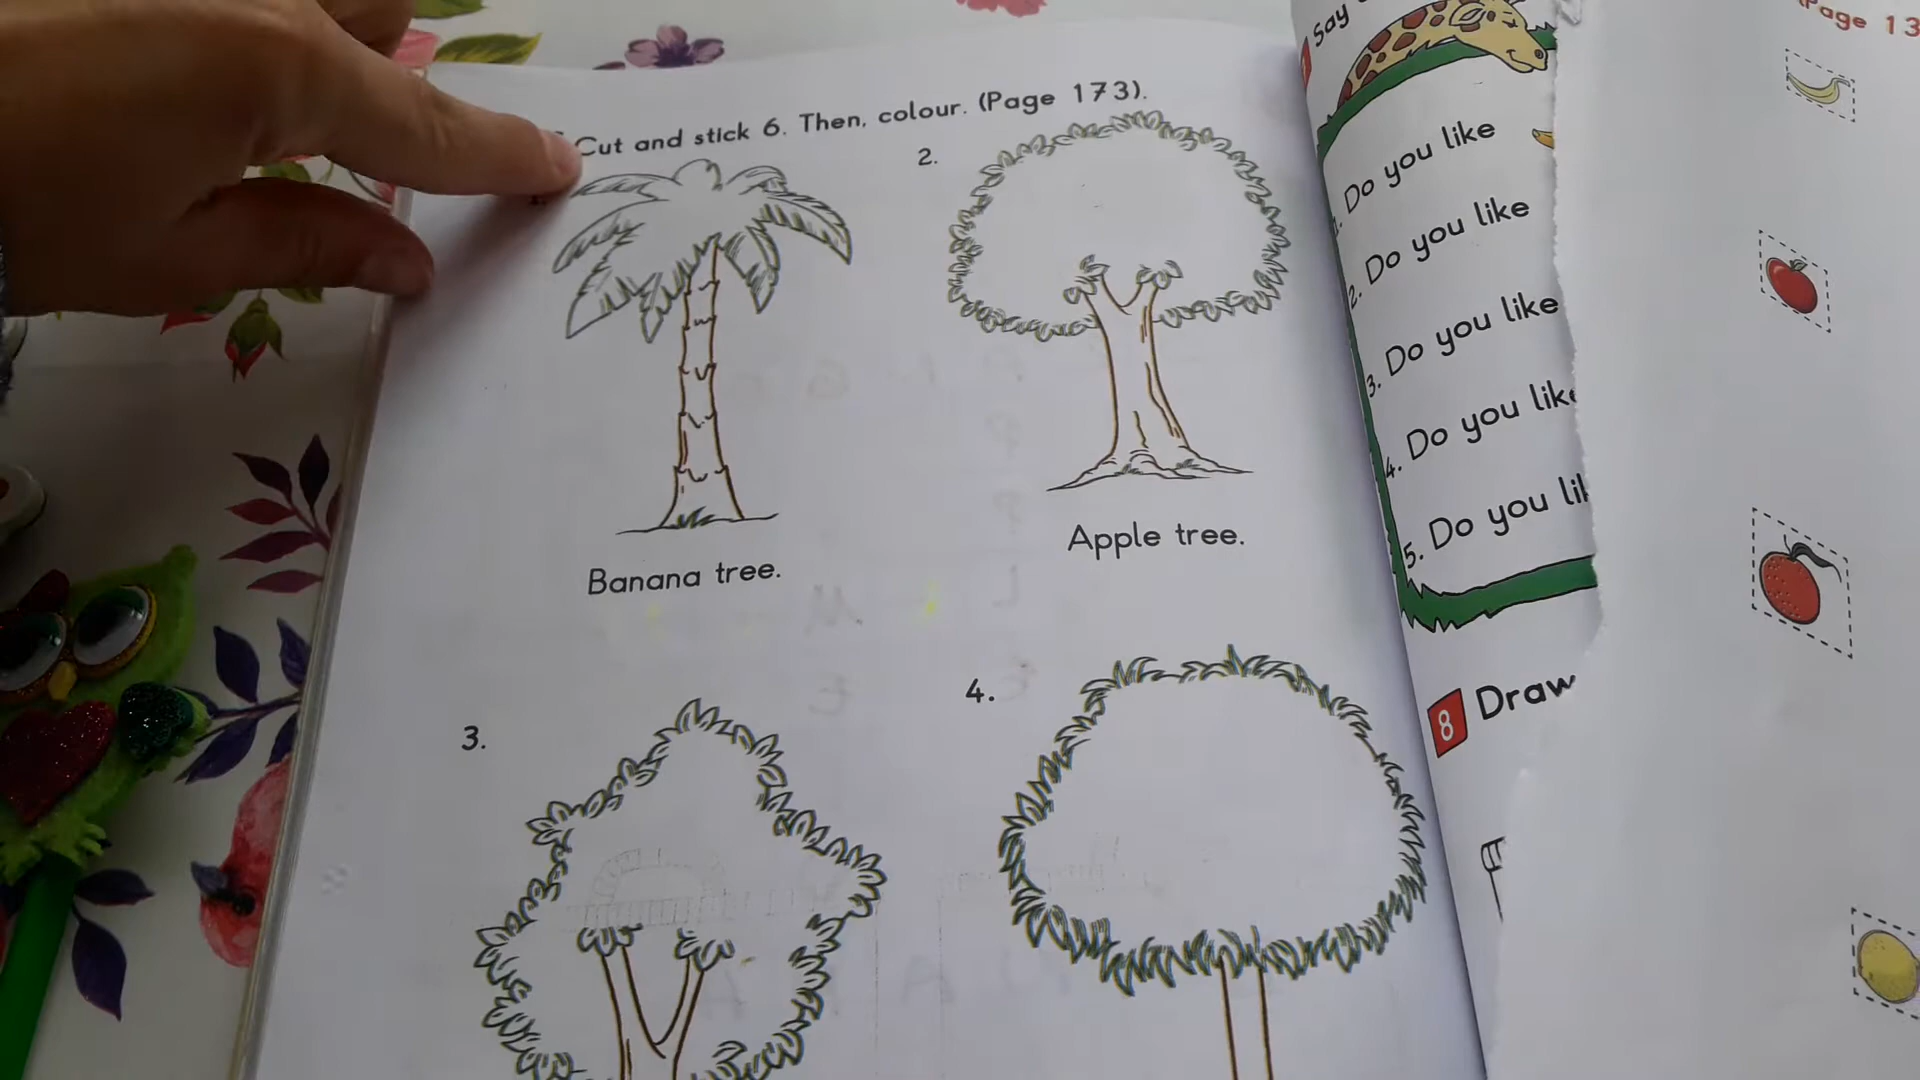 Cut and stick 6. Then, colour. (Page 173).
2.
Banana tree.
Apple tree.
3.
4.
Say
1. Do you like
2. Do you like
3. Do you like
4. Do you like
5. Do you
8 Draw
(Page 13